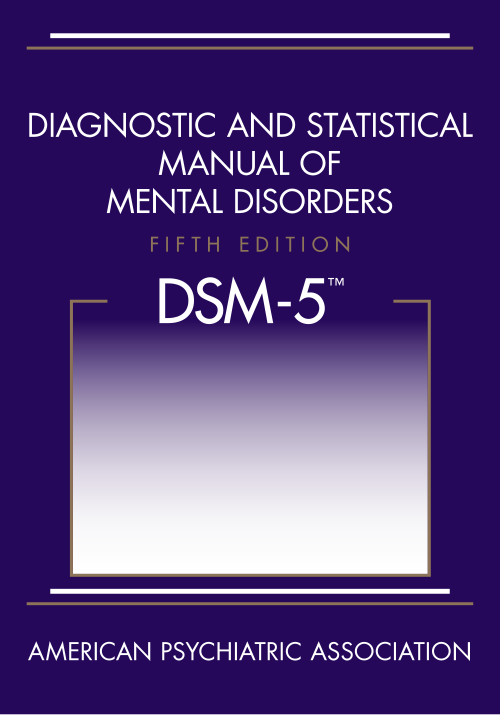 DIAGNOSTIC AND STATISTICAL
MANUAL OF
MENTAL DISORDERS
FIFTH EDITION
DSM-5™
AMERICAN PSYCHIATRIC ASSOCIATION